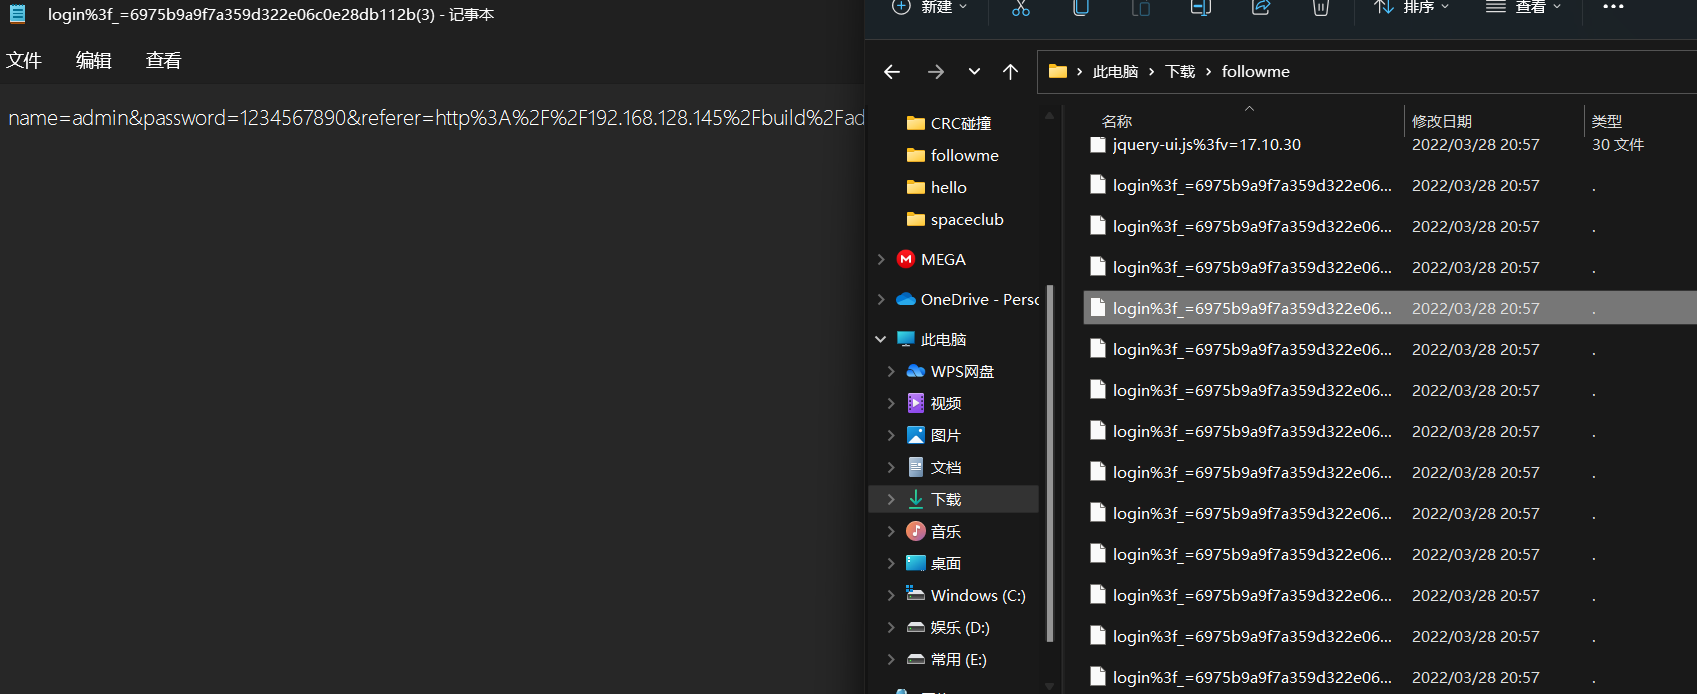 login%3f_=6975b9a9f7a359d322e06c0e28db112b(3) - 记事本
文件 编辑 查看
name=admin&password=1234567890&referer=http%3A%2F%2F192.168.128.145%2Fbuild%2Fad
新建 排序 查看
此电脑 › 下载 › followme
CRC碰撞
followme
hello
spaceclub
MEGA
OneDrive - Perso
此电脑
WPS网盘
视频
图片
文档
下载
音乐
桌面
Windows (C:)
娱乐 (D:)
常用 (E:)
名称 修改日期 类型
jquery-ui.js%3fv=17.10.30 2022/03/28 20:57 30 文件
login%3f_=6975b9a9f7a359d322e06... 2022/03/28 20:57 .
login%3f_=6975b9a9f7a359d322e06... 2022/03/28 20:57 .
login%3f_=6975b9a9f7a359d322e06... 2022/03/28 20:57 .
login%3f_=6975b9a9f7a359d322e06... 2022/03/28 20:57 .
login%3f_=6975b9a9f7a359d322e06... 2022/03/28 20:57 .
login%3f_=6975b9a9f7a359d322e06... 2022/03/28 20:57 .
login%3f_=6975b9a9f7a359d322e06... 2022/03/28 20:57 .
login%3f_=6975b9a9f7a359d322e06... 2022/03/28 20:57 .
login%3f_=6975b9a9f7a359d322e06... 2022/03/28 20:57 .
login%3f_=6975b9a9f7a359d322e06... 2022/03/28 20:57 .
login%3f_=6975b9a9f7a359d322e06... 2022/03/28 20:57 .
login%3f_=6975b9a9f7a359d322e06... 2022/03/28 20:57 .
login%3f_=6975b9a9f7a359d322e06... 2022/03/28 20:57 .